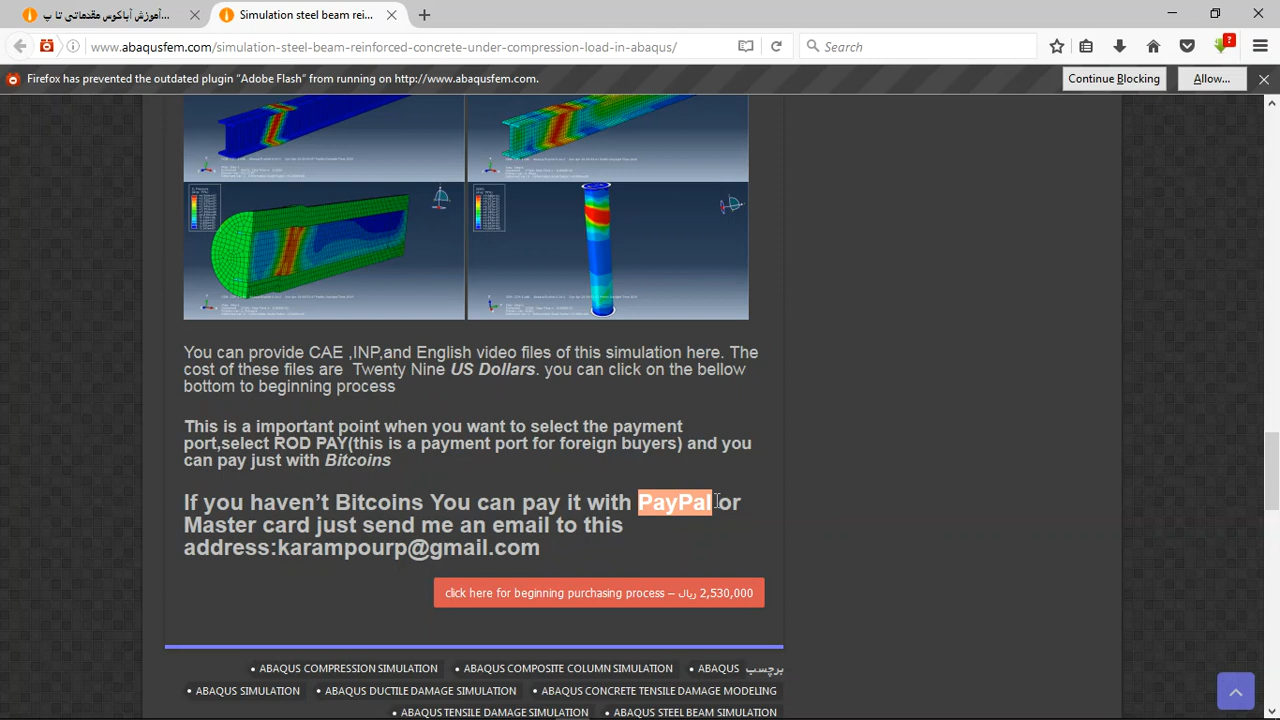 آموزش آباکوس مقدماتی تا پ...
Simulation steel beam rei...
www.abaqusfem.com/simulation-steel-beam-reinforced-concrete-under-compression-load-in-abaqus/
Search
Firefox has prevented the outdated plugin "Adobe Flash" from running on http://www.abaqusfem.com.
Continue Blocking
Allow...
You can provide CAE ,INP,and English video files of this simulation here. The
cost of these files are Twenty Nine US Dollars. you can click on the bellow
bottom to beginning process
This is a important point when you want to select the payment
port,select ROD PAY(this is a payment port for foreign buyers) and you
can pay just with Bitcoins
If you haven't Bitcoins You can pay it with PayPal or
Master card just send me an email to this
address:karampourp@gmail.com
click here for beginning purchasing process – ریال 2,530,000
• ABAQUS COMPRESSION SIMULATION • ABAQUS COMPOSITE COLUMN SIMULATION • ABAQUS برچسب
• ABAQUS SIMULATION • ABAQUS DUCTILE DAMAGE SIMULATION • ABAQUS CONCRETE TENSILE DAMAGE MODELING
• ABAQUS TENSILE DAMAGE SIMULATION • ABAQUS STEEL BEAM SIMULATION